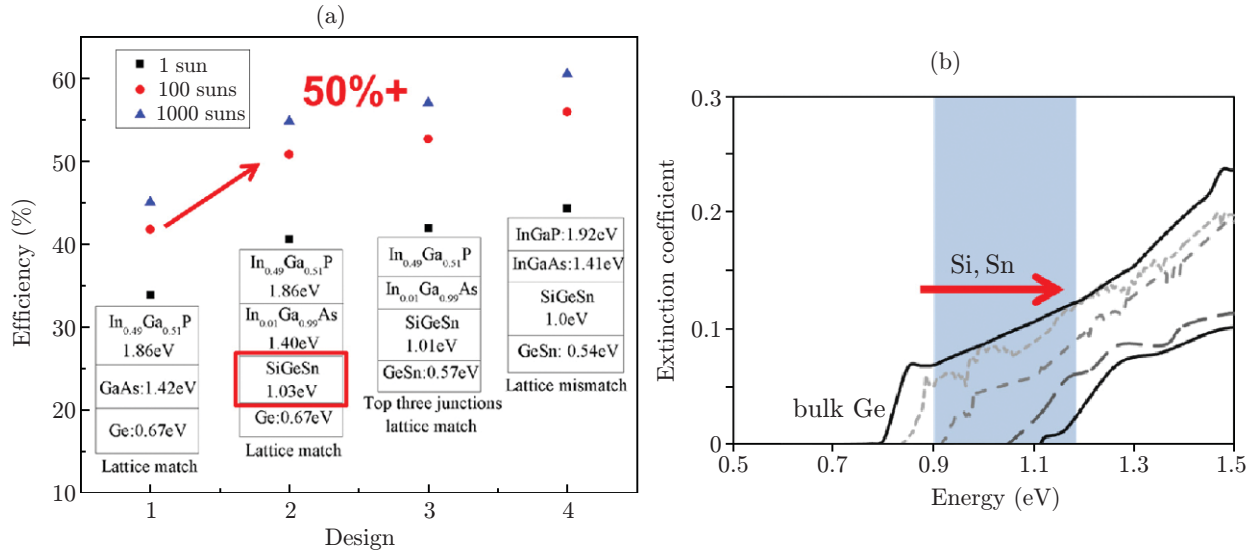 (a)
60
50
40
30
20
10
Efficiency (%)
1 sun
100 suns
1000 suns
50%+
In0.49Ga0.51P
1.86eV
GaAs:1.42eV
Ge:0.67eV
Lattice match
In0.49Ga0.51P
1.86eV
In0.01Ga0.99As
1.40eV
SiGeSn
1.03eV
Ge:0.67eV
Lattice match
In0.49Ga0.51P
In0.01Ga0.99As
SiGeSn
1.01eV
GeSn:0.57eV
Top three junctions
lattice match
InGaP:1.92eV
InGaAs:1.41eV
SiGeSn
1.0eV
GeSn: 0.54eV
Lattice mismatch
1 2 3 4
Design
(b)
0.3
0.2
0.1
0
Extinction coefficient
Si, Sn
bulk Ge
0.5 0.7 0.9 1.1 1.3 1.5
Energy (eV)